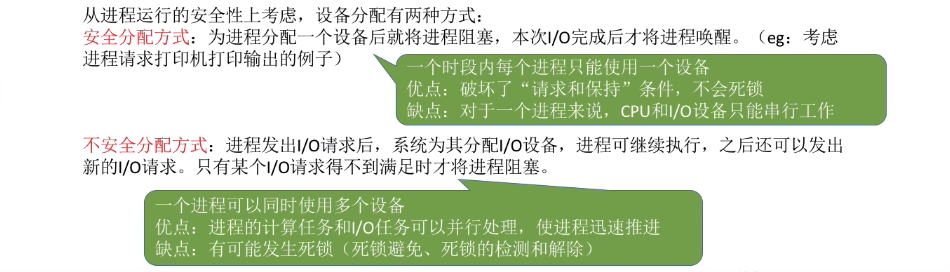 从进程运行的安全性上考虑，设备分配有两种方式：
安全分配方式：为进程分配一个设备后就将进程阻塞，本次I/O完成后才将进程唤醒。（eg：考虑
进程请求打印机打印输出的例子）
一个时段内每个进程只能使用一个设备
优点：破坏了“请求和保持”条件，不会死锁
缺点：对于一个进程来说，CPU和I/O设备只能串行工作
不安全分配方式：进程发出I/O请求后，系统为其分配I/O设备，进程可继续执行，之后还可以发出
新的I/O请求。只有某个I/O请求得不到满足时才将进程阻塞。
一个进程可以同时使用多个设备
优点：进程的计算任务和I/O任务可以并行处理，使进程迅速推进
缺点：有可能发生死锁（死锁避免、死锁的检测和解除）